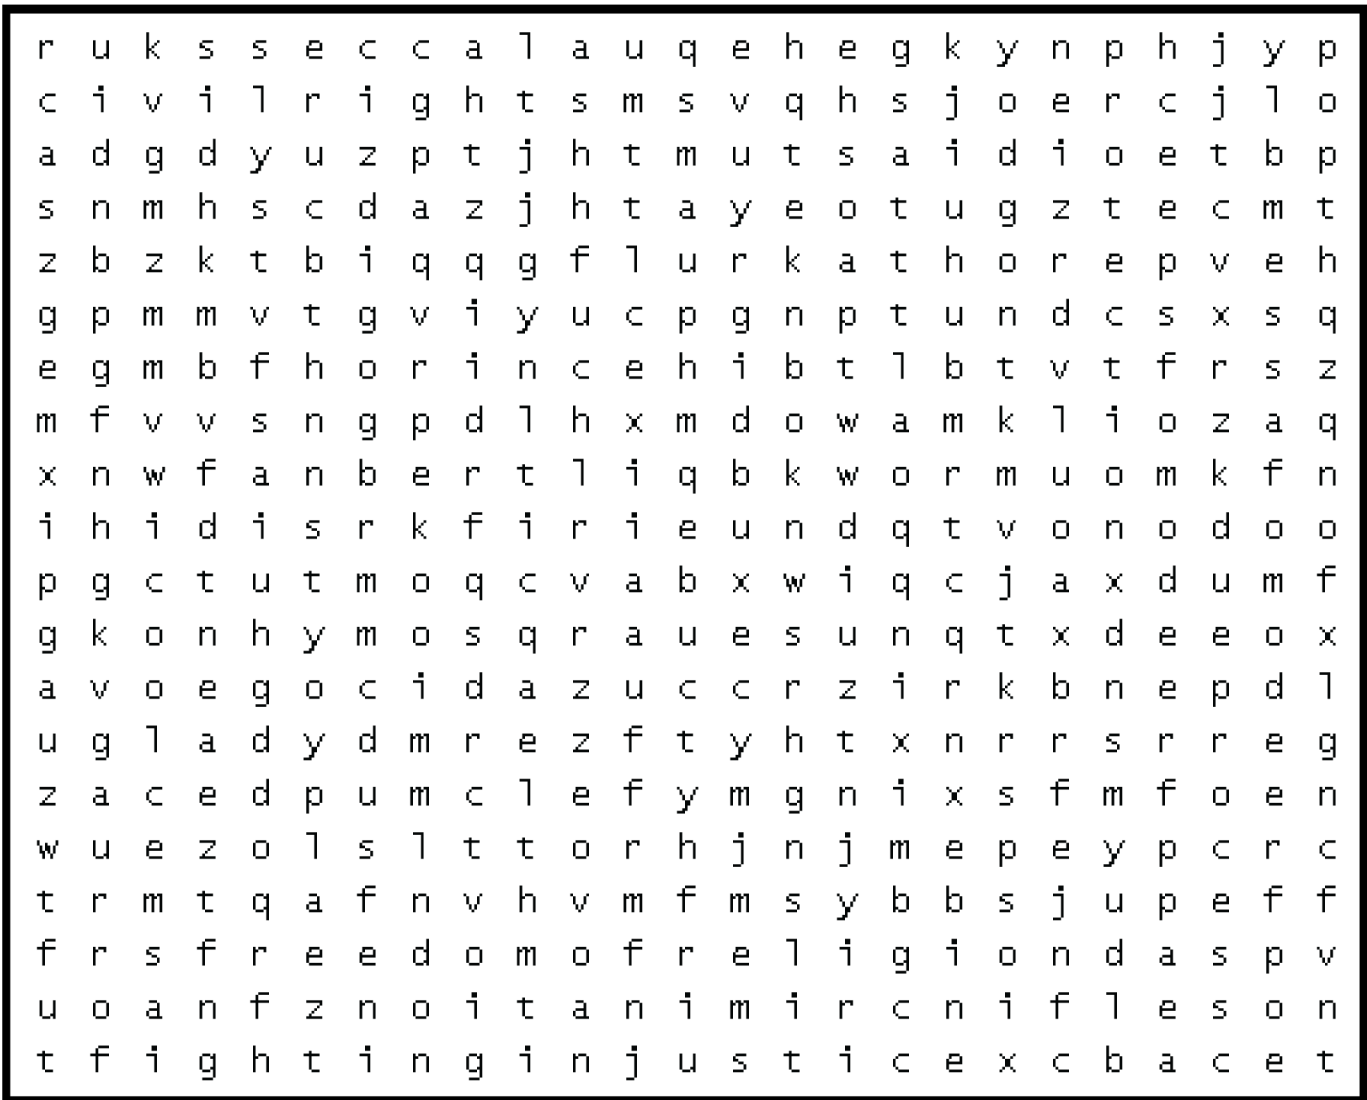 r u k s s e c c a l a u q e h e g k y n p h j y p
c i v i l r i g h t s m s v q h s j o e r c j l o
a d g d y u z p t j h t m u t s a i d i o e t b p
s n m h s c d a z j h t a y e o t u g z t e c m t
z b z k t b i q q g f l u r k a t h o r e p v e h
g p m m v t g v i y u c p g n p t u n d c s x s q
e g m b f h o r i n c e h i b t l b t v t f r s z
m f v v s n g p d l h x m d o w a m k l i o z a q
x n w f a n b e r t l i q b k w o r m u o m k f n
i h i d i s r k f i r i e u n d q t v o n o d o o
p g c t u t m o q c v a b x w i q c j a x d u m f
g k o n h y m o s q r a u e s u n q t x d e e o x
a v o e g o c i d a z u c c r z i r k b n e p d l
u g l a d y d m r e z f t y h t x n r r s r r e g
z a c e d p u m c l e f y m g n i x s f m f o e n
w u e z o l s l t t o r h j n j m e p e y p c r c
t r m t q a f n v h v m f m s y b b s j u p e f f
f r s f r e e d o m o f r e l i g i o n d a s p v
u o a n f z n o i t a n i m i r c n i f l e s o n
t f i g h t i n g i n j u s t i c e x c b a c e t